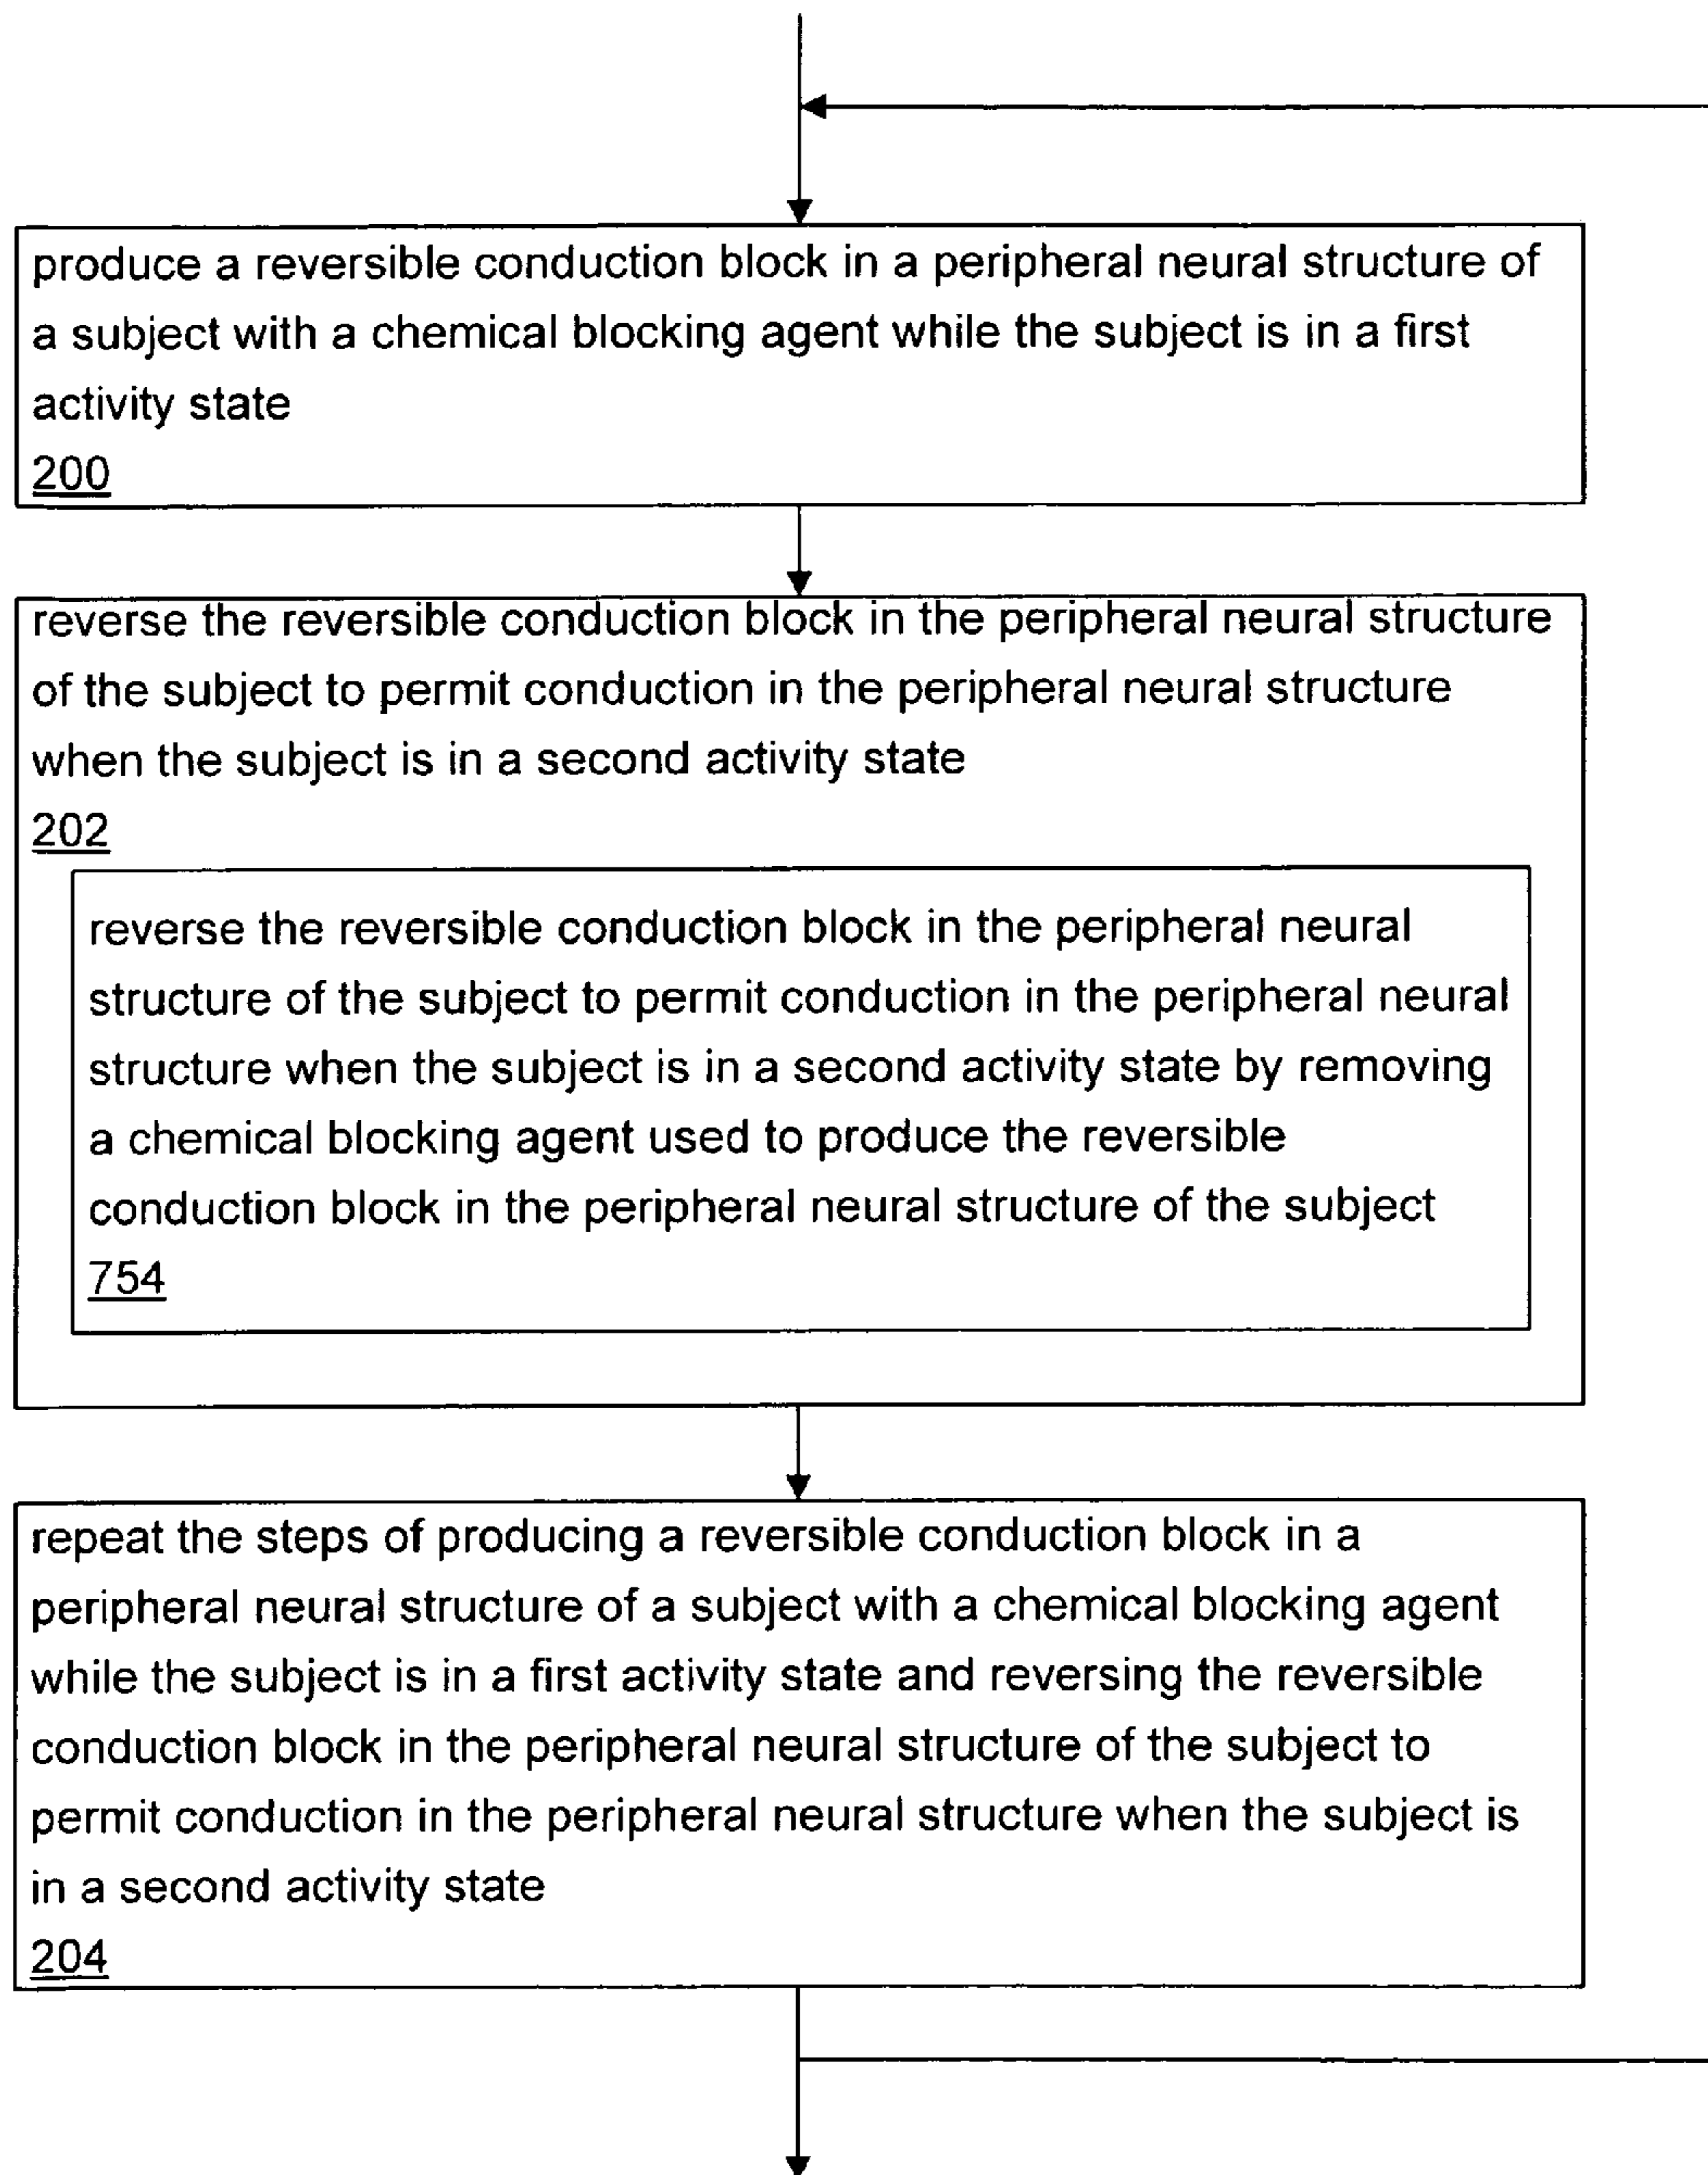 produce a reversible conduction block in a peripheral neural structure of
a subject with a chemical blocking agent while the subject is in a first
activity state
200
reverse the reversible conduction block in the peripheral neural structure
of the subject to permit conduction in the peripheral neural structure
when the subject is in a second activity state
202
reverse the reversible conduction block in the peripheral neural
structure of the subject to permit conduction in the peripheral neural
structure when the subject is in a second activity state by removing
a chemical blocking agent used to produce the reversible
conduction block in the peripheral neural structure of the subject
754
repeat the steps of producing a reversible conduction block in a
peripheral neural structure of a subject with a chemical blocking agent
while the subject is in a first activity state and reversing the reversible
conduction block in the peripheral neural structure of the subject to
permit conduction in the peripheral neural structure when the subject is
in a second activity state
204